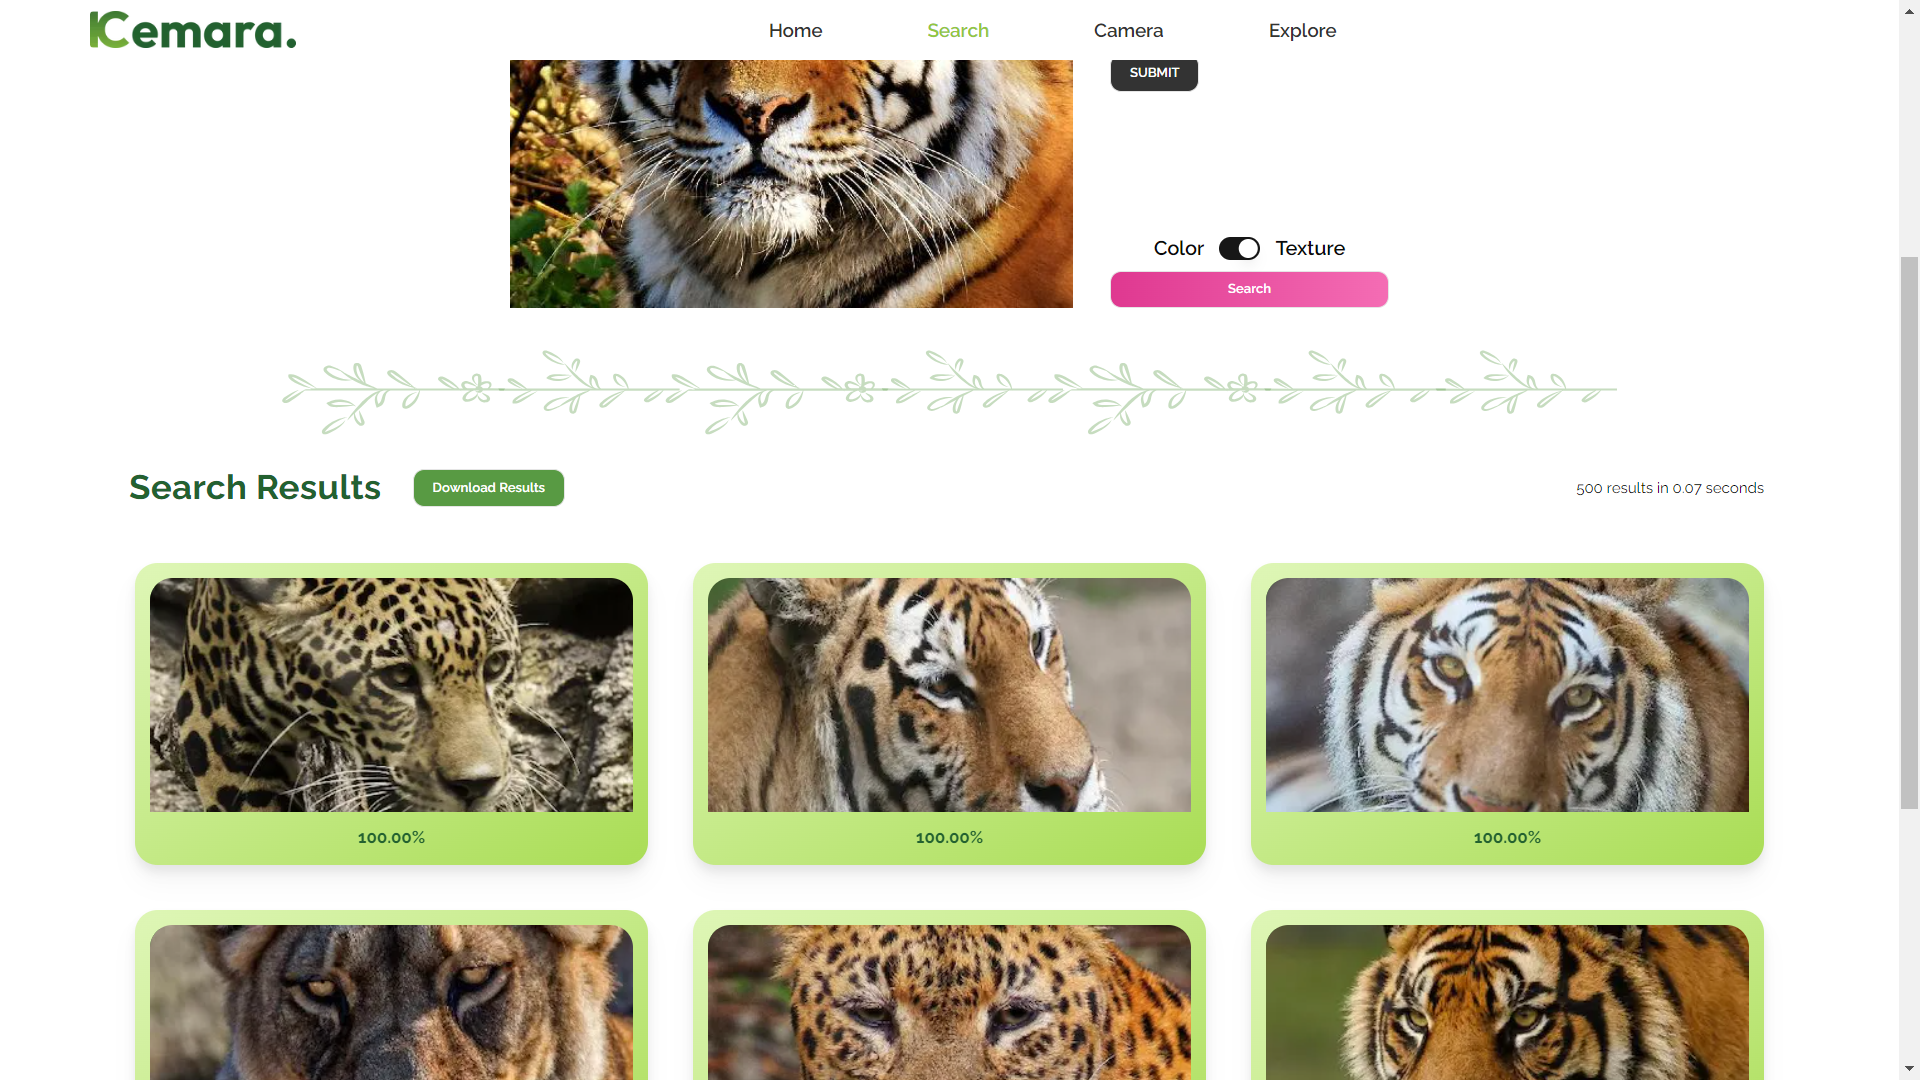 Kemara.
Home
Search
Camera
Explore
SUBMIT
Color
Texture
Search
Search Results
Download Results
500 results in 0.07 seconds
100.00%
100.00%
100.00%